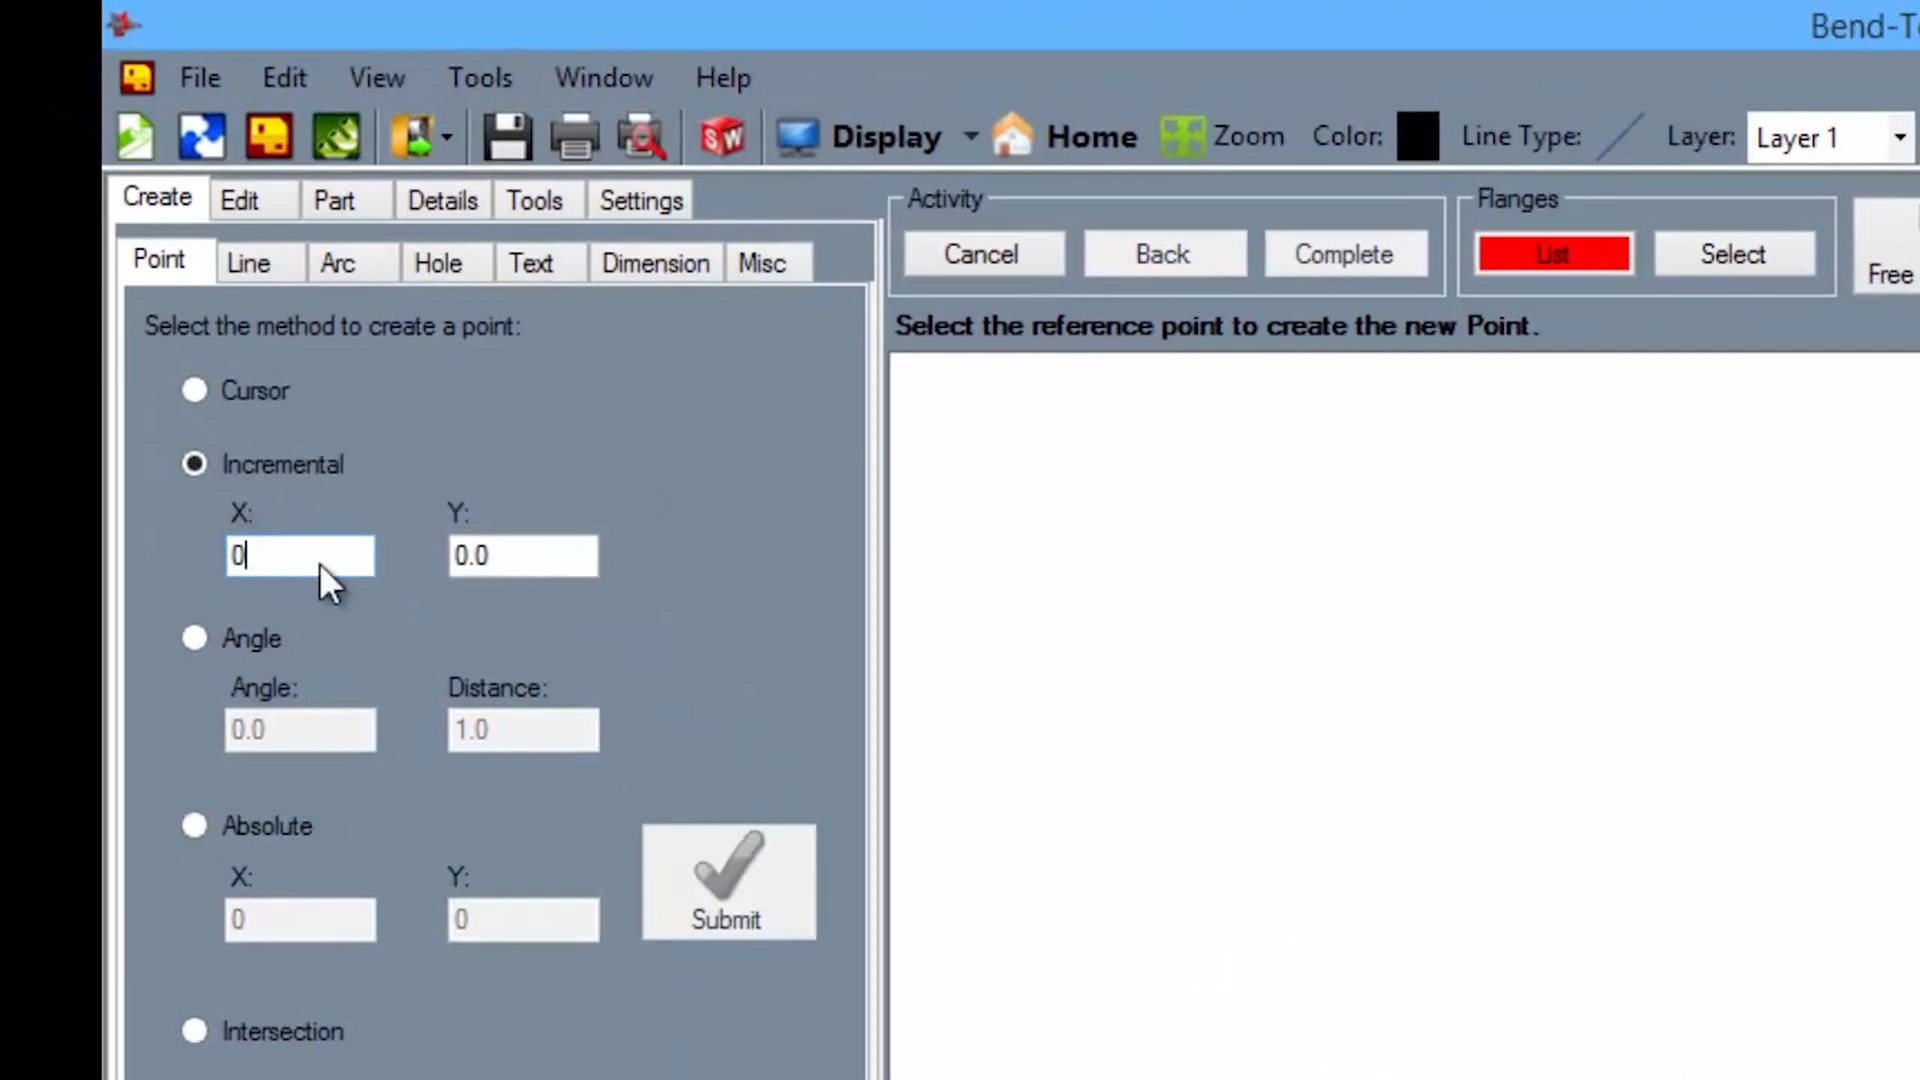 Bend-T
File Edit View Tools Window Help
SW Display Home Zoom Color: Line Type: Layer: Layer 1
Create Edit Part Details Tools Settings
Point Line Arc Hole Text Dimension Misc
Activity
Cancel Back Complete
Flanges
List Select
Free
Select the method to create a point:
Select the reference point to create the new Point.
Cursor
Incremental
X: Y:
0 0.0
Angle
Angle: Distance:
0.0 1.0
Absolute
X: Y:
0 0
Submit
Intersection